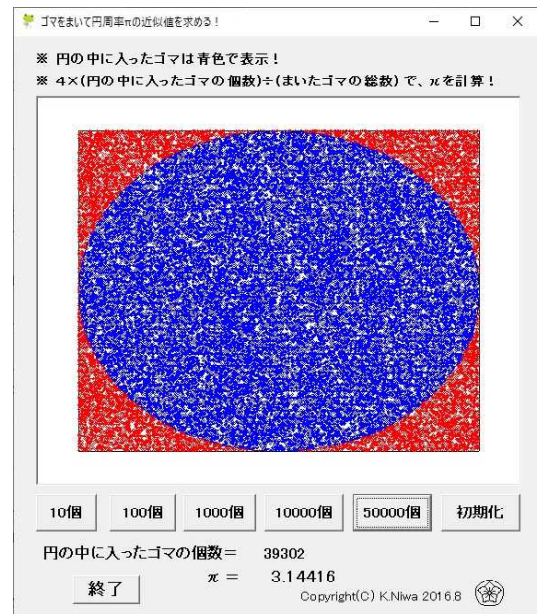 ゴマをまいて円周率πの近似値を求める！
※ 円の中に入ったゴマは青色で表示！
※ 4×(円の中に入ったゴマの個数)÷(まいたゴマの総数) で、πを計算！
10個 100個 1000個 10000個 50000個 初期化
円の中に入ったゴマの個数＝ 39302
π ＝ 3.14416
終了
Copyright(C) K.Niwa 2016.8